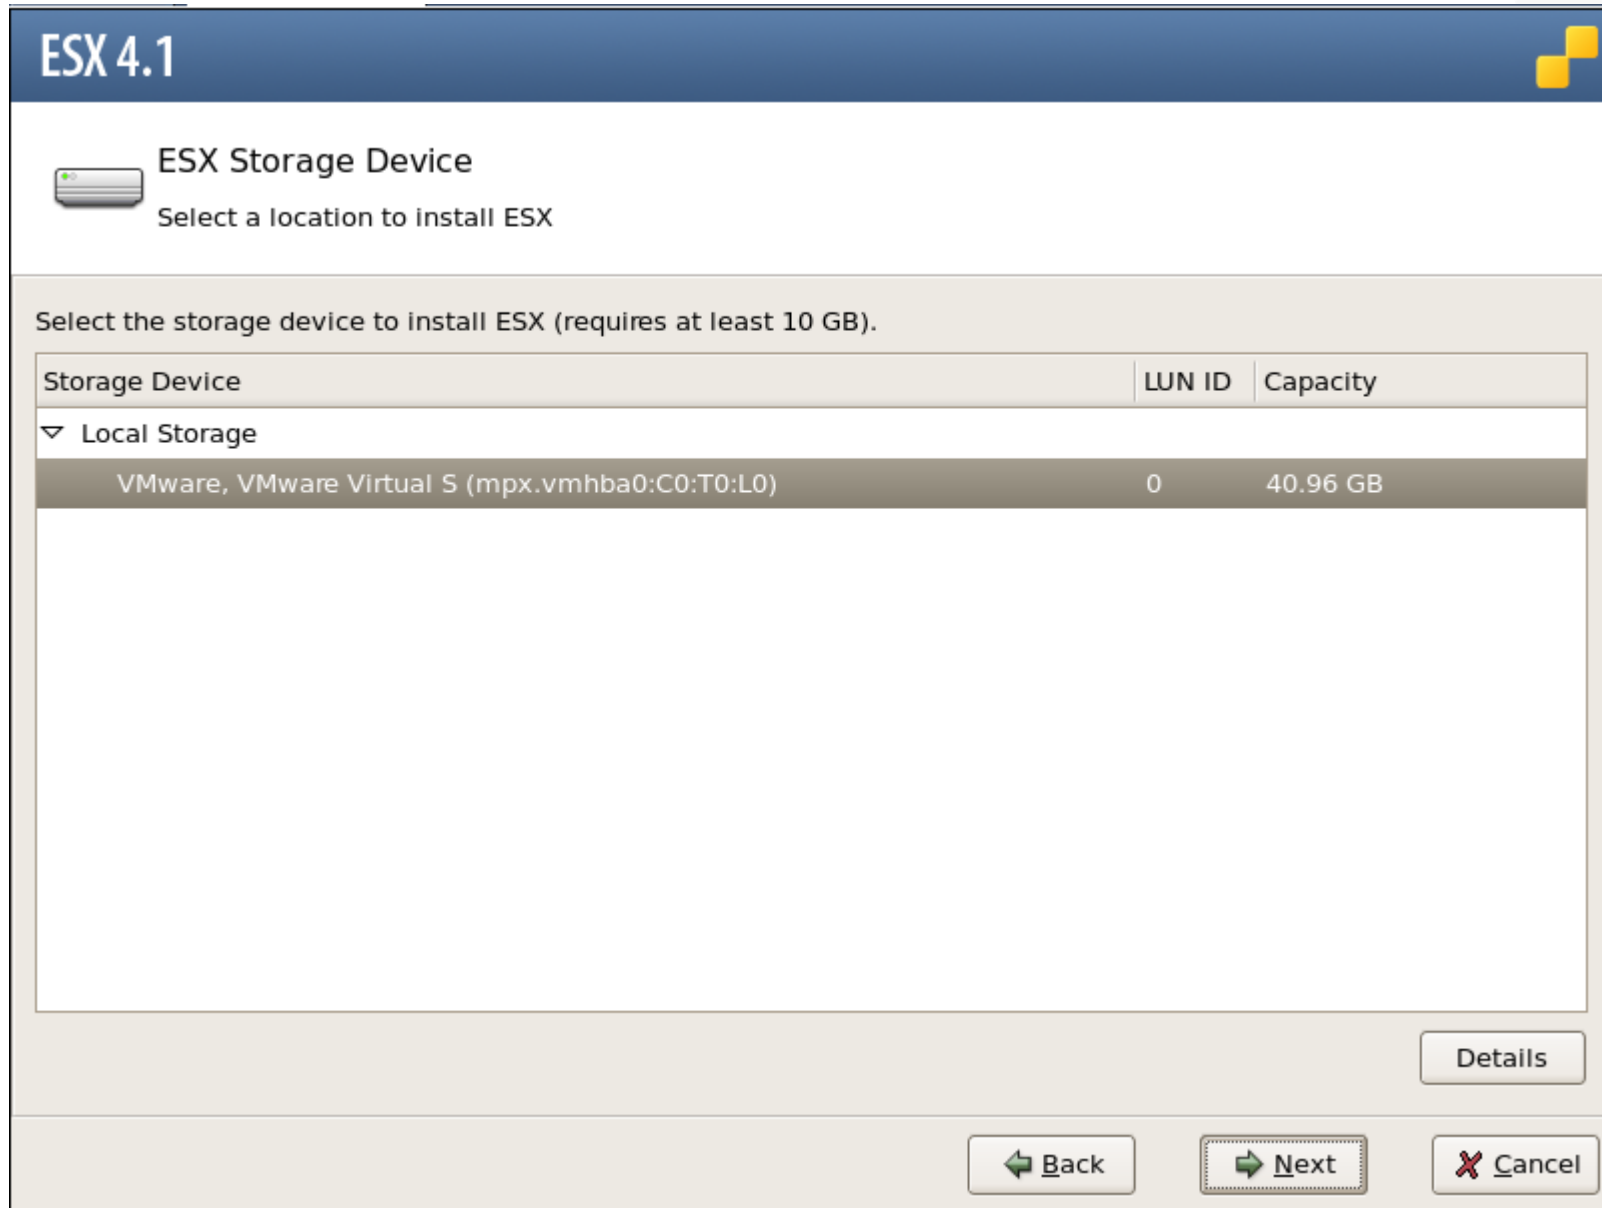 ESX 4.1
ESX Storage Device
Select a location to install ESX
Select the storage device to install ESX (requires at least 10 GB).
Storage Device LUN ID Capacity
Local Storage
VMware, VMware Virtual S (mpx.vmhba0:C0:T0:L0) 0 40.96 GB
Details
Back Next Cancel